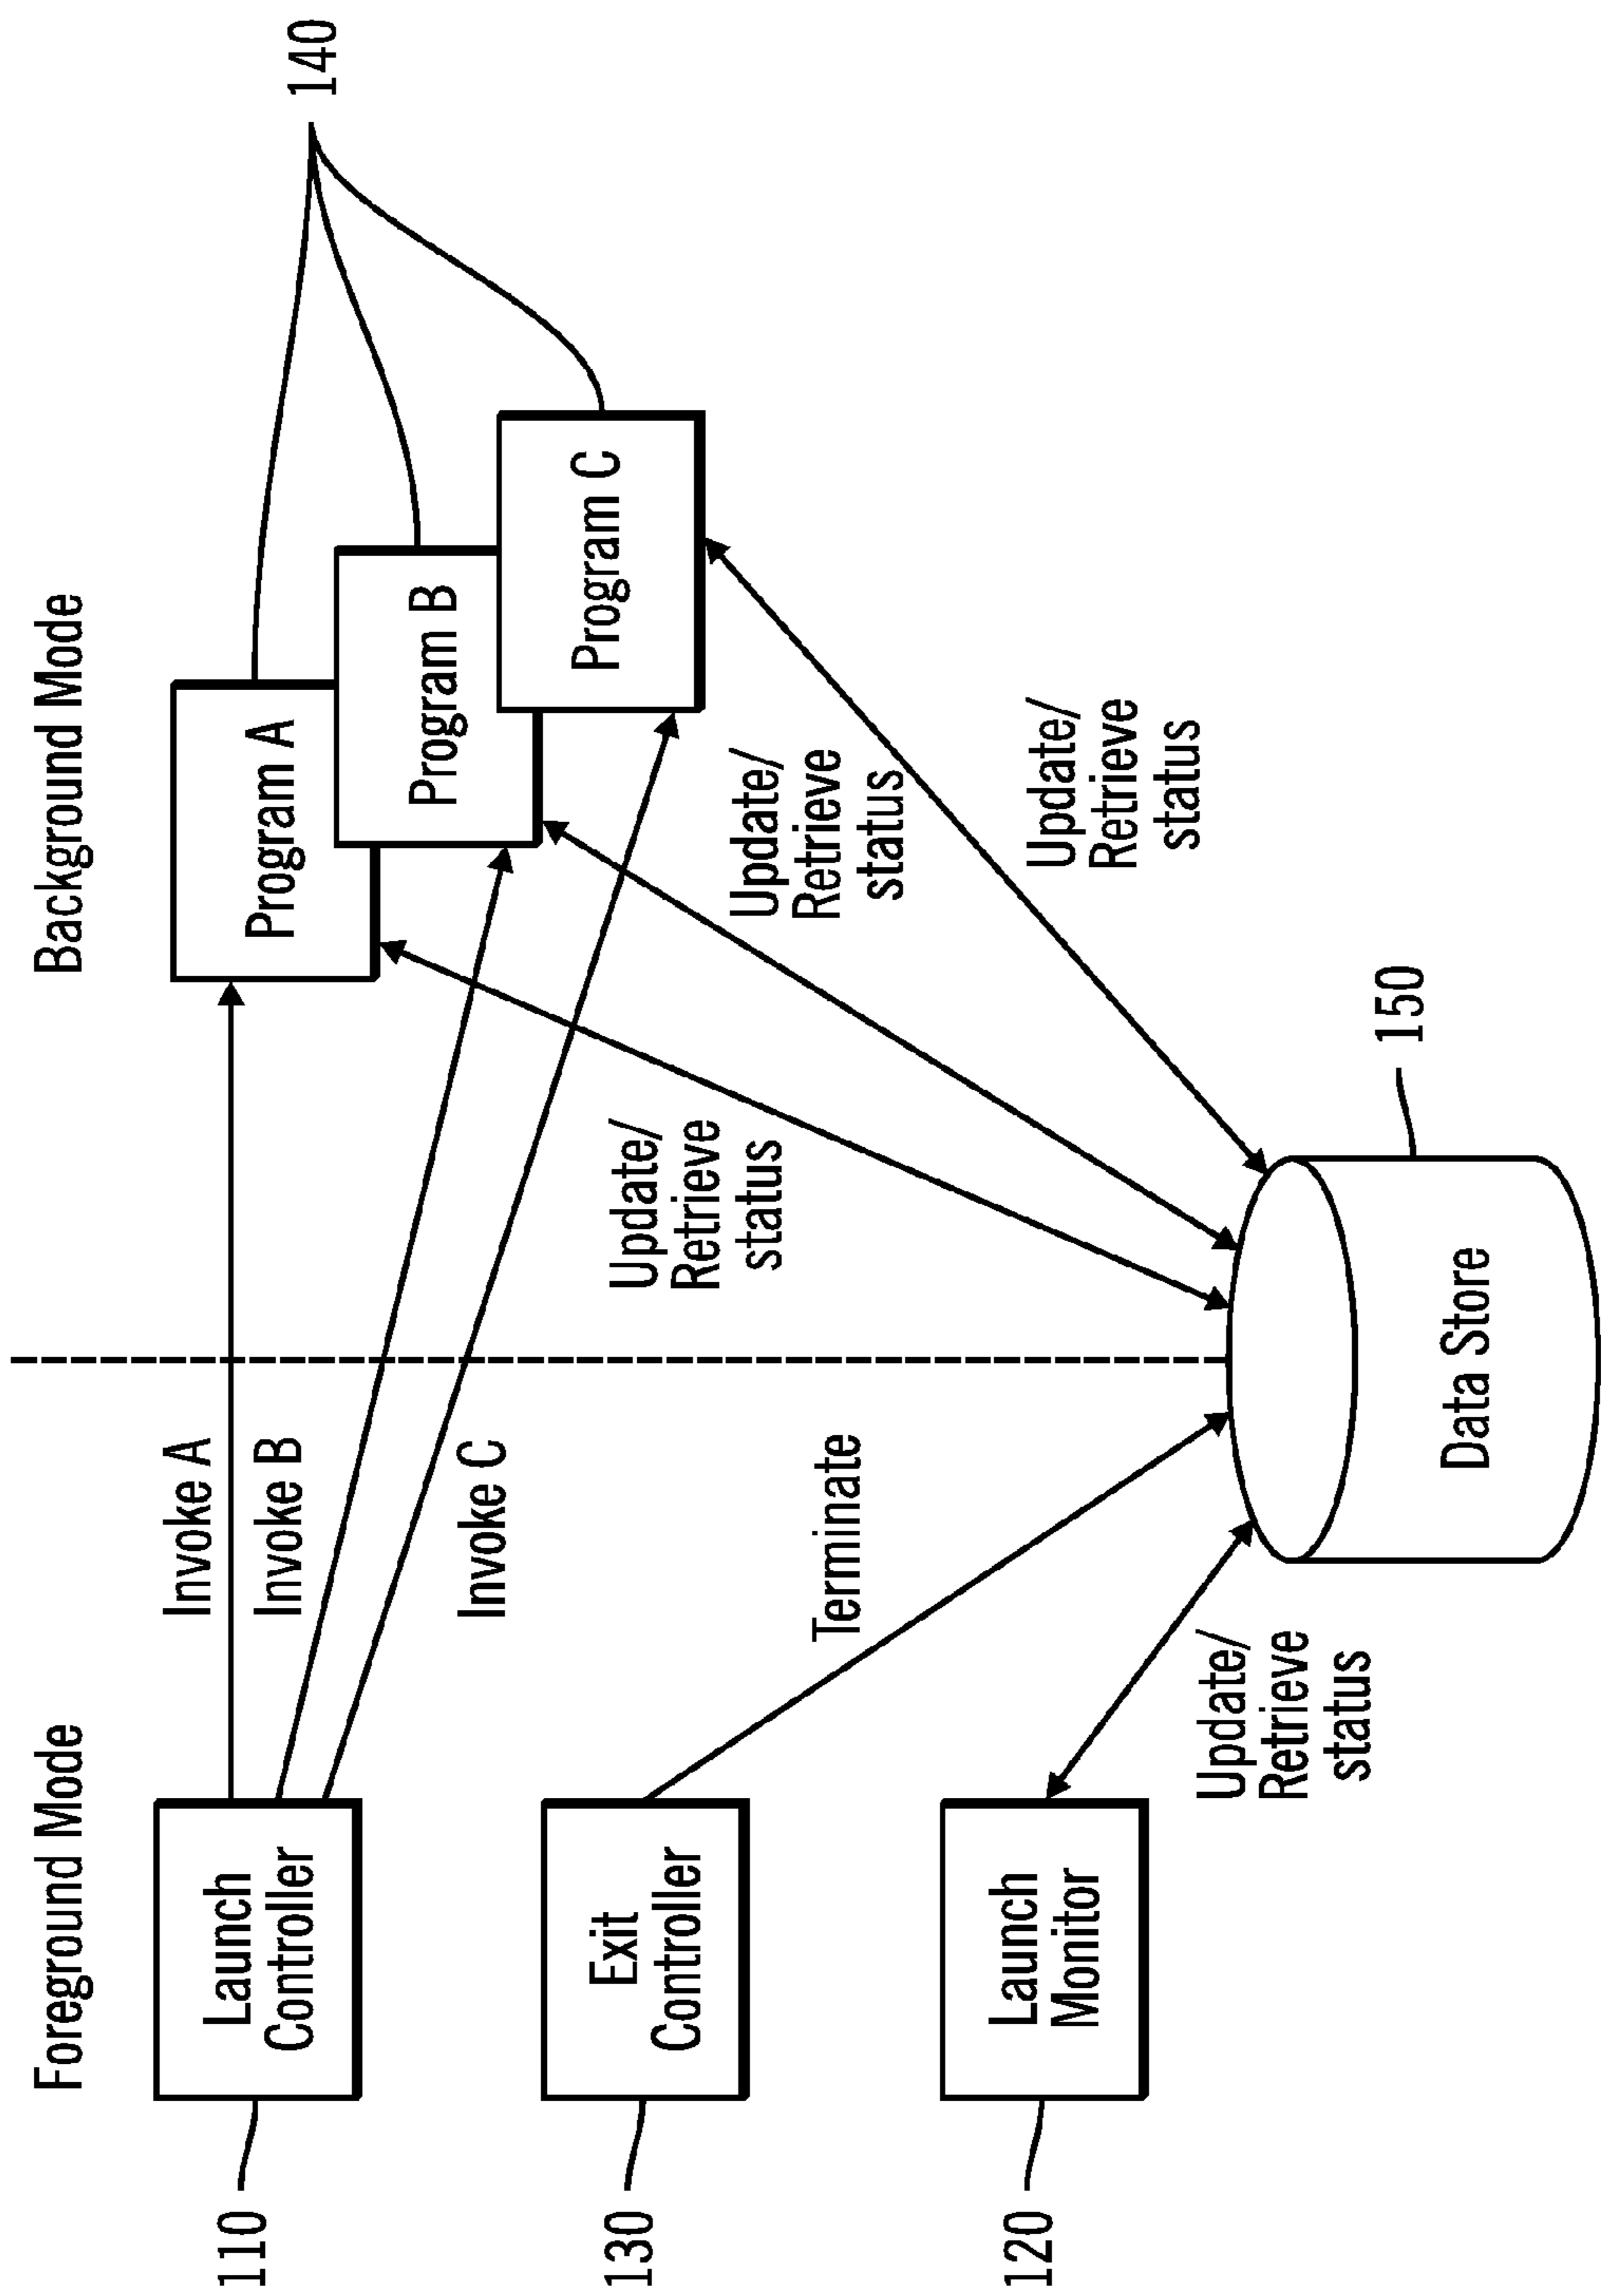 Foreground Mode
Background Mode
110
Launch
Controller
Invoke A
Invoke B
Invoke C
Program A
Program B
Program C
140
130
Exit
Controller
Terminate
Update/
Retrieve
status
Update/
Retrieve
status
Update/
Retrieve
status
120
Launch
Monitor
Update/
Retrieve
status
Data Store
150